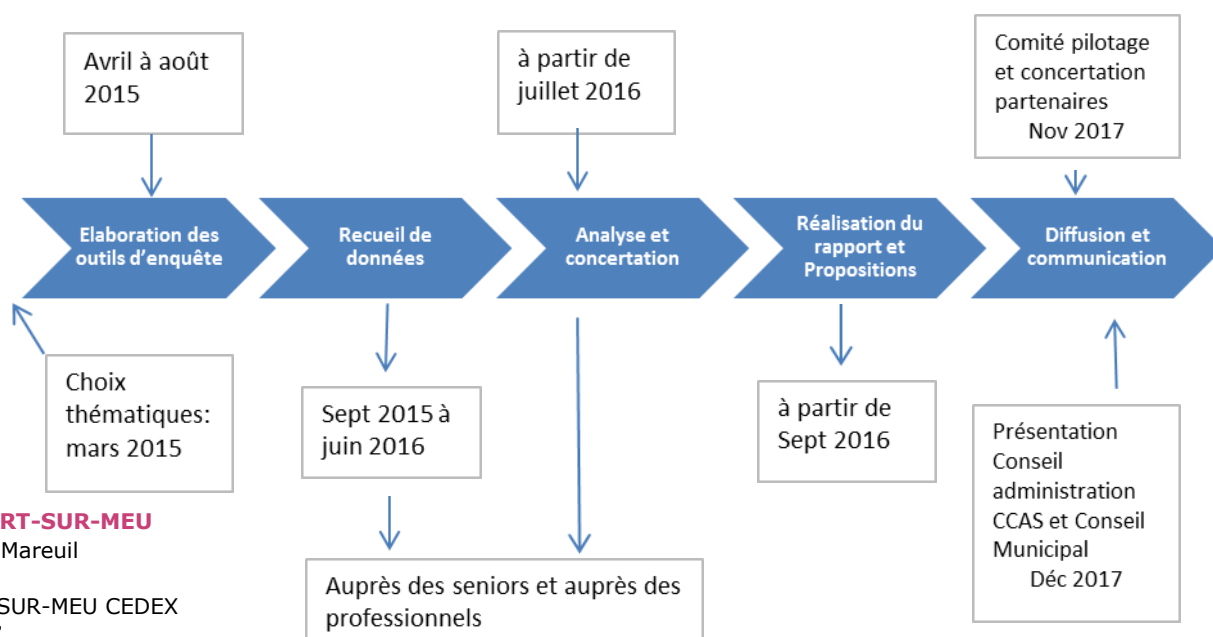 Avril à août
2015
à partir de
juillet 2016
Comité pilotage
et concertation
partenaires
Nov 2017
Elaboration des
outils d'enquête
Recueil de
données
Analyse et
concertation
Réalisation du
rapport et
Propositions
Diffusion et
communication
Choix
thématiques:
mars 2015
Sept 2015 à
juin 2016
à partir de
Sept 2016
Présentation
Conseil
administration
CCAS et Conseil
Municipal
Déc 2017
Auprès des seniors et auprès des
professionnels
RT-SUR-MEU
Mareuil
SUR-MEU CEDEX